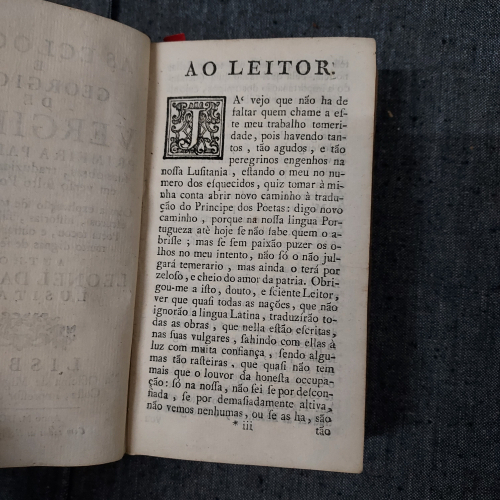 AO LEITOR.
JA' vejo que não ha de
faltar quem chame a eſ-
te meu trabalho temeri-
dade, pois havendo tan-
tos, tão agudos, e tão
peregrinos engenhos na
noſſa Luſitania, eſtando o meu no nu-
mero dos eſquecidos, quiz tomar à mi-
nha conta abrir novo caminho à tradu-
ção do Principe dos Poetas: digo novo
caminho, porque na noſſa lingua Por-
tugueza atè hoje ſe não ſabe quem o a-
briſſe; mas ſe ſem paixão puzer os o-
lhos no meu intento, não ſó o não jul-
gará temerario, mas ainda o terá por
zeloſo, e cheio do amor da patria. Obri-
gou-me a iſto, douto, e ſciente Leitor,
ver que quaſi todas as nações, que não
ignorão a lingua Latina, traduzirão to-
das as obras, que nella eſtão eſcritas,
nas ſuas vulgares, ſahindo com ellas à
luz com muita confiança, ſendo algu-
mas tão raſteiras, que quaſi não tem
mais que o louvor da honeſta occupa-
ção: ſó na noſſa, não ſei ſe por deſcon-
fiada, ſe por demaſiadamente altiva,
não vemos nenhumas, ou ſe as ha, ſão
* iii tão